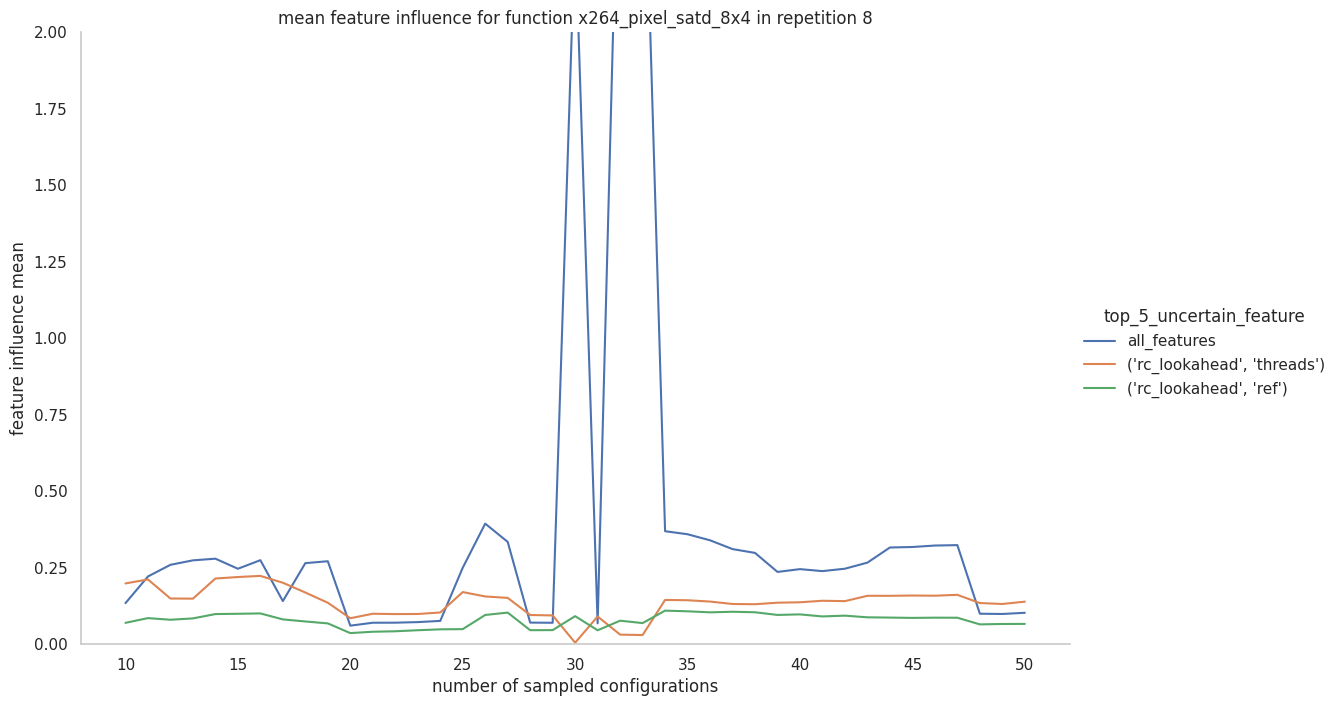 mean feature influence for function x264_pixel_satd_8x4 in repetition 8
2.00
1.75
1.50
1.25
1.00
0.75
0.50
0.25
0.00
feature influence mean
10 15 20 25 30 35 40 45 50
number of sampled configurations
top_5_uncertain_feature
all_features
('rc_lookahead', 'threads')
('rc_lookahead', 'ref')